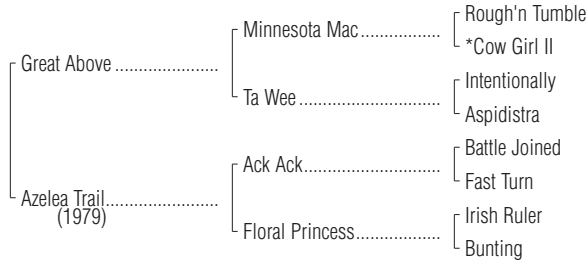 Rough'n Tumble
Minnesota Mac
*Cow Girl II
Great Above
Intentionally
Ta Wee
Aspidistra
Battle Joined
Ack Ack
Fast Turn
Azelea Trail
(1979)
Irish Ruler
Floral Princess
Bunting